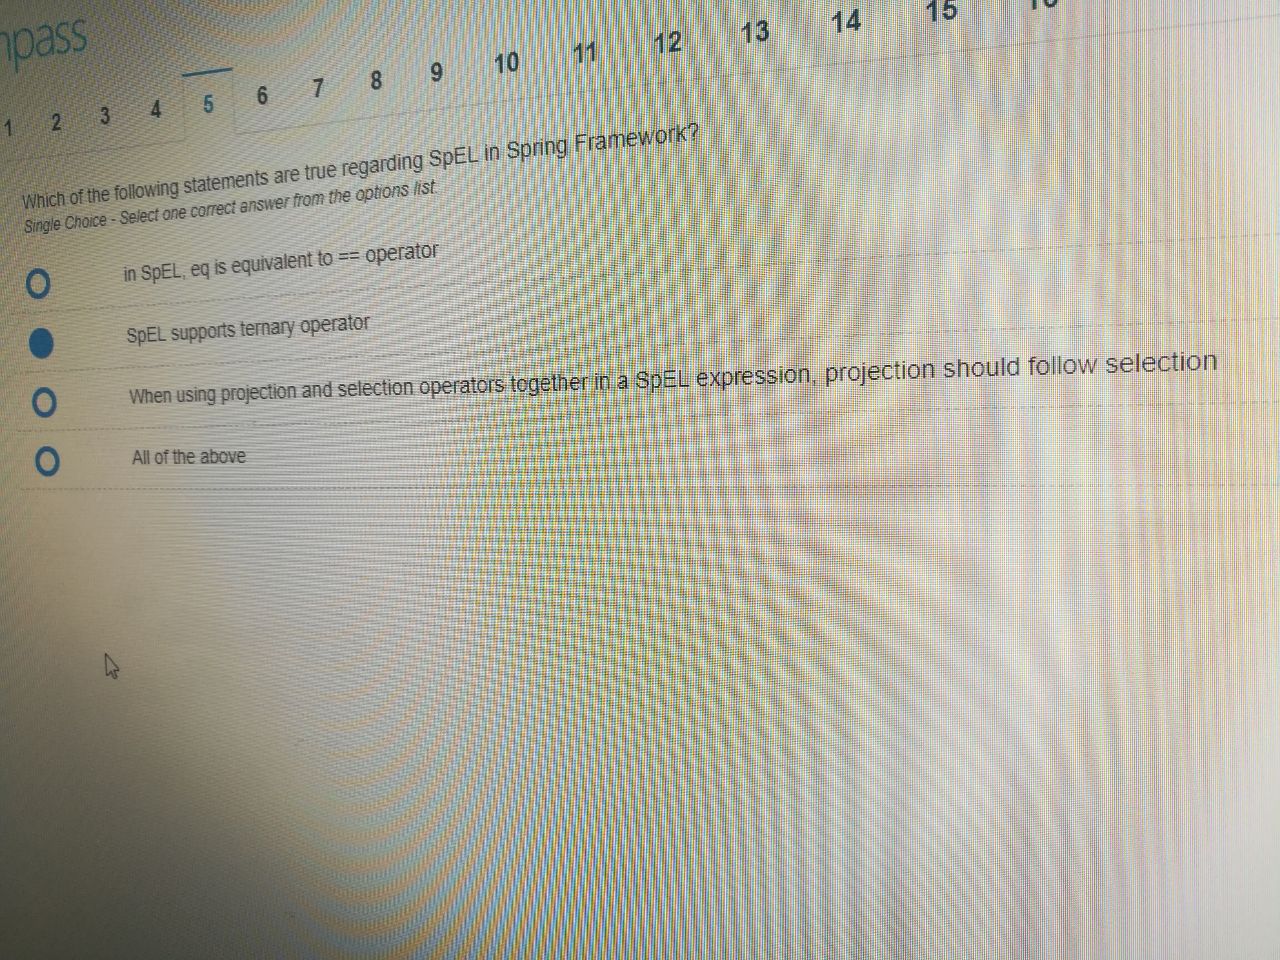 npass
1 2 3 4 5 6 7 8 9 10 11 12 13 14 15
Which of the following statements are true regarding SpEL in Spring Framework?
Single Choice - Select one correct answer from the options list.
in SpEL, eq is equivalent to == operator
SpEL supports ternary operator
When using projection and selection operators together in a SpEL expression, projection should follow selection
All of the above